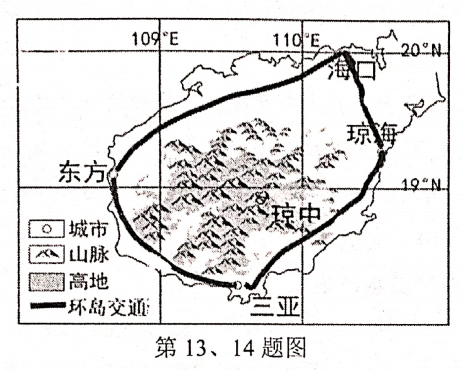 109°E 110°E
20°N
海口
琼海
东方
19°N
琼中
城市
山脉
高地
环岛交通
三亚
第 13、14 题图